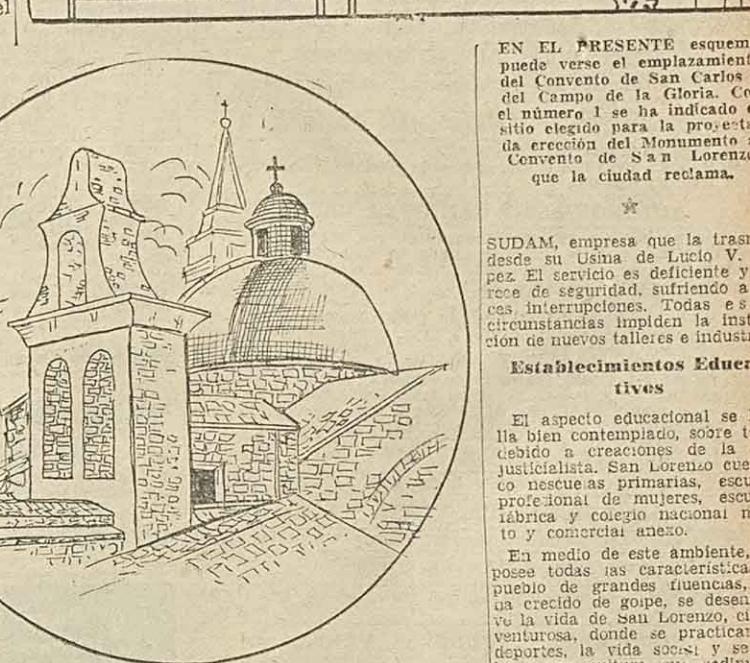 el
EN EL PRESENTE esquem
puede verse el emplazamient
del Convento de San Carlos
del Campo de la Gloria. Co
el número 1 se ha indicado
sitio elegido para la proyecta
da erección del Monumento
Convento de San Lorenzo
que la ciudad reclama.
SUDAM, empresa que la trasm
desde su Usina de Lucio V.
pez. El servicio es deficiente y
rece de seguridad, sufriendo a
ces, interrupciones. Todas es
circunstancias impiden la inst
ción de nuevos talleres e industr
Establecimientos Educa
tivos
El aspecto educacional se
lla bien contemplado, sobre t
debido a creaciones de la
justicialista. San Lorenzo cue
co nescuelas primarias, escu
profesional de mujeres, escu
fábrica y colegio nacional n
to y comercial anexo.
En medio de este ambiente,
posee todas las característica
pueblo de grandes fluencias,
ha crecido de golpe, se desen
ve la vida de San Lorenzo, ci
venturosa, donde se practicar
deportes, la vida social y se